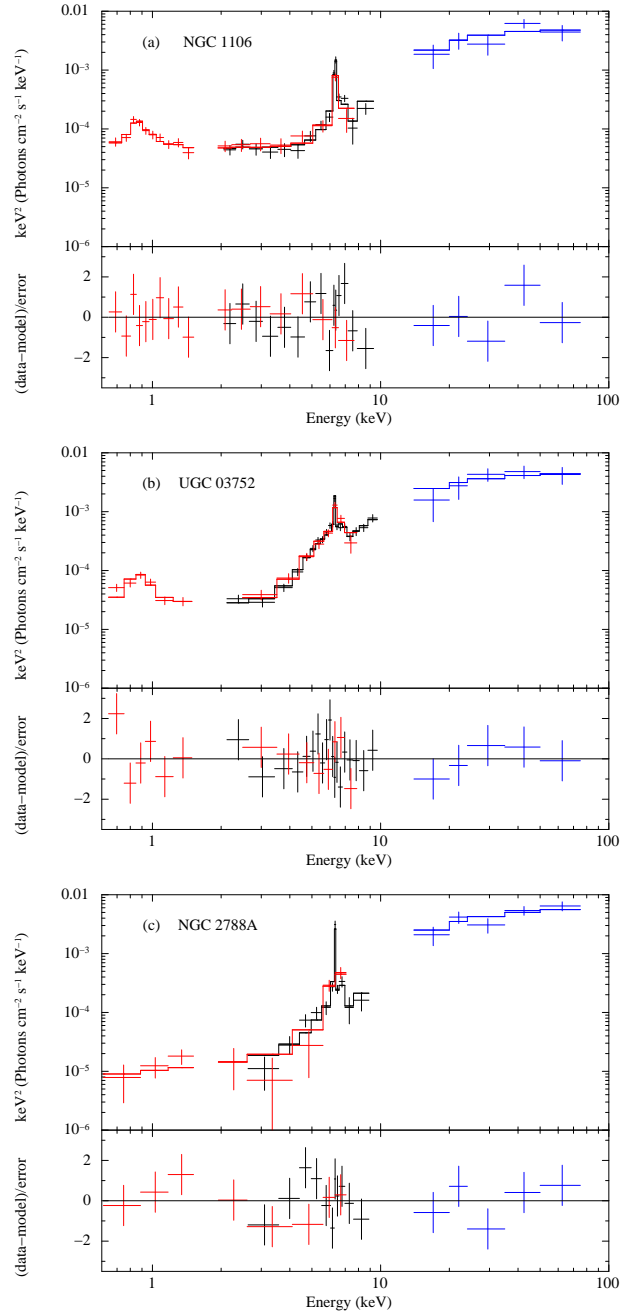 0.01
(a) NGC 1106
10⁻³
10⁻⁴
10⁻⁵
10⁻⁶
keV² (Photons cm⁻² s⁻¹ keV⁻¹)
2
0
−2
(data−model)/error
1 10 100
Energy (keV)
0.01
(b) UGC 03752
10⁻³
10⁻⁴
10⁻⁵
10⁻⁶
keV² (Photons cm⁻² s⁻¹ keV⁻¹)
2
0
−2
(data−model)/error
1 10 100
Energy (keV)
0.01
(c) NGC 2788A
10⁻³
10⁻⁴
10⁻⁵
10⁻⁶
keV² (Photons cm⁻² s⁻¹ keV⁻¹)
2
0
−2
(data−model)/error
1 10 100
Energy (keV)